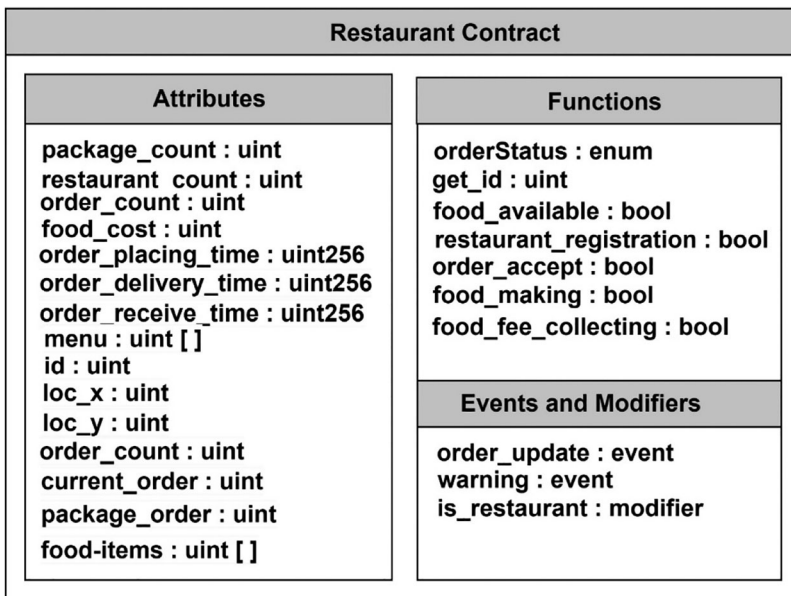 Restaurant Contract
Attributes
package_count : uint
restaurant_count : uint
order_count : uint
food_cost : uint
order_placing_time : uint256
order_delivery_time : uint256
order_receive_time : uint256
menu : uint [ ]
id : uint
loc_x : uint
loc_y : uint
order_count : uint
current_order : uint
package_order : uint
food-items : uint [ ]
Functions
orderStatus : enum
get_id : uint
food_available : bool
restaurant_registration : bool
order_accept : bool
food_making : bool
food_fee_collecting : bool
Events and Modifiers
order_update : event
warning : event
is_restaurant : modifier